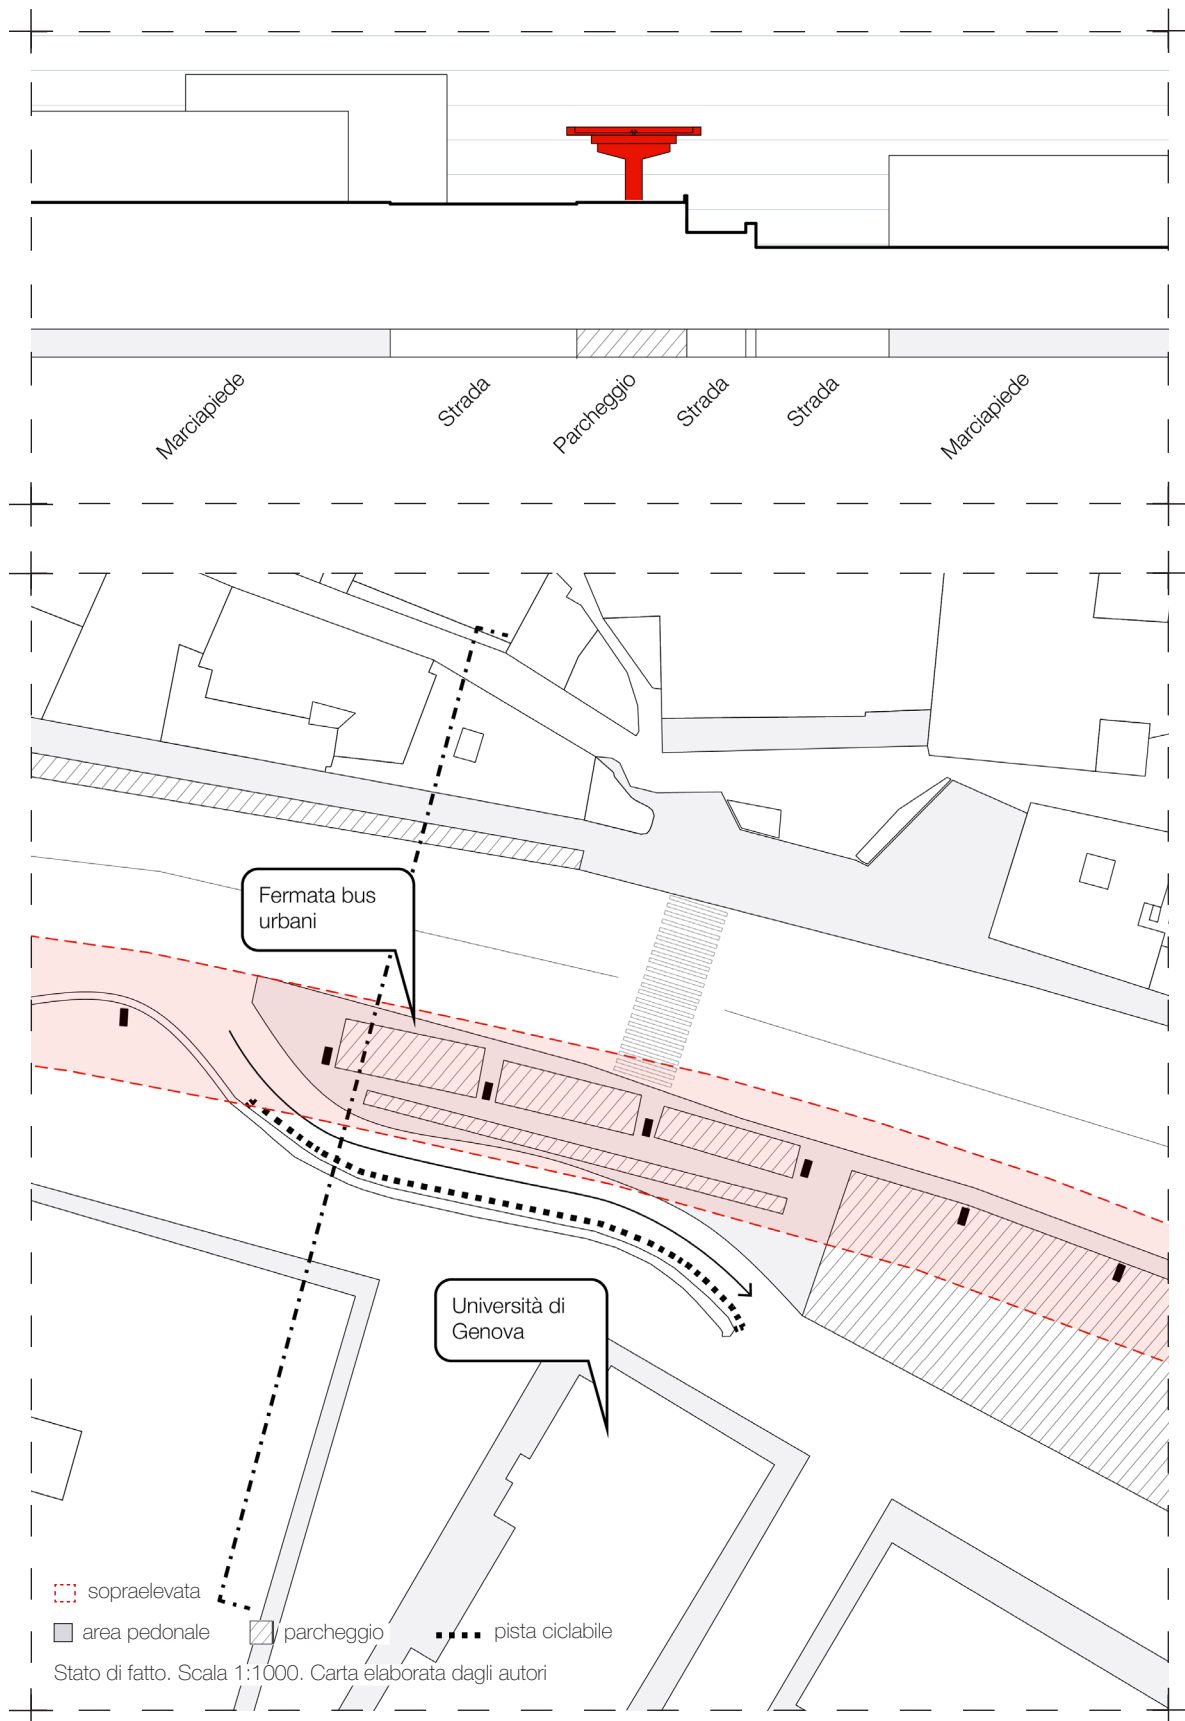 Marciapiede
Strada
Parcheggio
Strada
Strada
Marciapiede
Fermata bus
urbani
Università di
Genova
sopraelevata
area pedonale
parcheggio
pista ciclabile
Stato di fatto. Scala 1:1000. Carta elaborata dagli autori